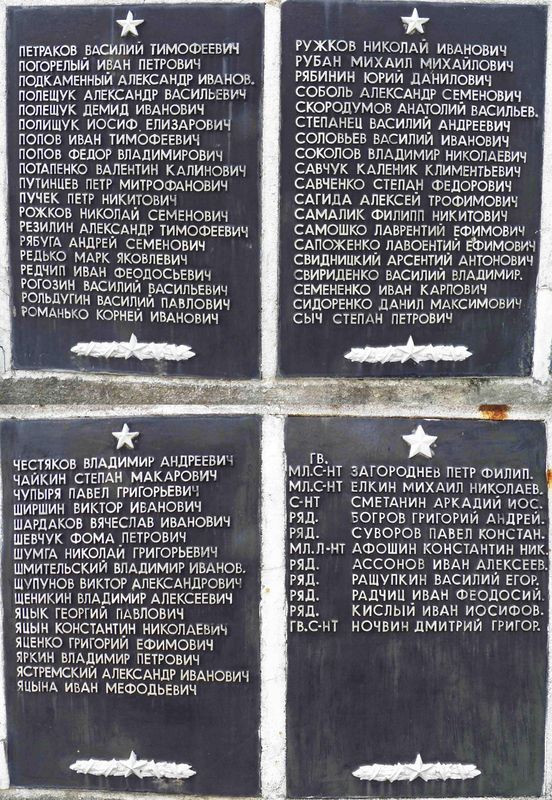 ПЕТРАКОВ ВАСИЛИЙ ТИМОФЕЕВИЧ
ПОГОРЕЛЫЙ ИВАН ПЕТРОВИЧ
ПОДКАМЕННЫЙ АЛЕКСАНДР ИВАНОВ.
ПОЛЕЩУК АЛЕКСАНДР ВАСИЛЬЕВИЧ
ПОЛЕЩУК ДЕМИД ИВАНОВИЧ
ПОЛИЩУК ИОСИФ ЕЛИЗАРОВИЧ
ПОПОВ ИВАН ТИМОФЕЕВИЧ
ПОПОВ ФЕДОР ВЛАДИМИРОВИЧ
ПОТАПЕНКО ВАЛЕНТИН КАЛИНОВИЧ
ПУТИНЦЕВ ПЕТР МИТРОФАНОВИЧ
ПУЧЕК ПЕТР НИКИТОВИЧ
РОЖКОВ НИКОЛАЙ СЕМЕНОВИЧ
РЕЗИЛИН АЛЕКСАНДР ТИМОФЕЕВИЧ
РЯБУГА АНДРЕЙ СЕМЕНОВИЧ
РЕДЬКО МАРК ЯКОВЛЕВИЧ
РЕДЧИП ИВАН ФЕОДОСЬЕВИЧ
РОГОЗИН ВАСИЛИЙ ВАСИЛЬЕВИЧ
РОЛЬДУГИН ВАСИЛИЙ ПАВЛОВИЧ
РОМАНЬКО КОРНЕЙ ИВАНОВИЧ
РУЖКОВ НИКОЛАЙ ИВАНОВИЧ
РУБАН МИХАИЛ МИХАЙЛОВИЧ
РЯБИНИН ЮРИЙ ДАНИЛОВИЧ
СОБОЛЬ АЛЕКСАНДР СЕМЕНОВИЧ
СКОРОДУМОВ АНАТОЛИЙ ВАСИЛЬЕВ.
СТЕПАНЕЦ ВАСИЛИЙ АНДРЕЕВИЧ
СОЛОВЬЕВ ВАСИЛИЙ ИВАНОВИЧ
СОКОЛОВ ВЛАДИМИР НИКОЛАЕВИЧ
САВЧУК КАЛЕНИК КЛИМЕНТЬЕВИЧ
САВЧЕНКО СТЕПАН ФЕДОРОВИЧ
САГИДА АЛЕКСЕЙ ТРОФИМОВИЧ
САМАЛИК ФИЛИПП НИКИТОВИЧ
САМОШКО ЛАВРЕНТИЙ ЕФИМОВИЧ
САПОЖЕНКО ЛАВОЕНТИЙ ЕФИМОВИЧ
СВИДНИЦКИЙ АРСЕНТИЙ АНТОНОВИЧ
СВИРИДЕНКО ВАСИЛИЙ ВЛАДИМИР.
СЕМЕНЕНКО ИВАН КАРПОВИЧ
СИДОРЕНКО ДАНИЛ МАКСИМОВИЧ
СЫЧ СТЕПАН ПЕТРОВИЧ
ЧЕСТЯКОВ ВЛАДИМИР АНДРЕЕВИЧ
ЧАЙКИН СТЕПАН МАКАРОВИЧ
ЧУПЫРЯ ПАВЕЛ ГРИГОРЬЕВИЧ
ШИРШИН ВИКТОР ИВАНОВИЧ
ШАРДАКОВ ВЯЧЕСЛАВ ИВАНОВИЧ
ШЕВЧУК ФОМА ПЕТРОВИЧ
ШУМГА НИКОЛАЙ ГРИГОРЬЕВИЧ
ШМИТЕЛЬСКИЙ ВЛАДИМИР ИВАНОВ.
ЩУПУНОВ ВИКТОР АЛЕКСАНДРОВИЧ
ЩЕНИКИН ВЛАДИМИР АЛЕКСЕЕВИЧ
ЯЦЫК ГЕОРГИЙ ПАВЛОВИЧ
ЯЦЫН КОНСТАНТИН НИКОЛАЕВИЧ
ЯЦЕНКО ГРИГОРИЙ ЕФИМОВИЧ
ЯРКИН ВЛАДИМИР ПЕТРОВИЧ
ЯСТРЕМСКИЙ АЛЕКСАНДР ИВАНОВИЧ
ЯЦЫНА ИВАН МЕФОДЬЕВИЧ
ГВ.
МЛ.С-НТ ЗАГОРОДНЕВ ПЕТР ФИЛИП.
МЛ.С-НТ ЕЛКИН МИХАИЛ НИКОЛАЕВ.
С-НТ СМЕТАНИН АРКАДИЙ ИОС.
РЯД. БОГРОВ ГРИГОРИЙ АНДРЕЙ.
РЯД. СУВОРОВ ПАВЕЛ КОНСТАН.
МЛ.Л-НТ АФОШИН КОНСТАНТИН НИК.
РЯД. АССОНОВ ИВАН АЛЕКСЕЕВ.
РЯД. РАЩУПКИН ВАСИЛИЙ ЕГОР.
РЯД. РАДЧИЦ ИВАН ФЕОДОСИЙ.
РЯД. КИСЛЫЙ ИВАН ИОСИФОВ.
ГВ.С-НТ НОЧВИН ДМИТРИЙ ГРИГОР.